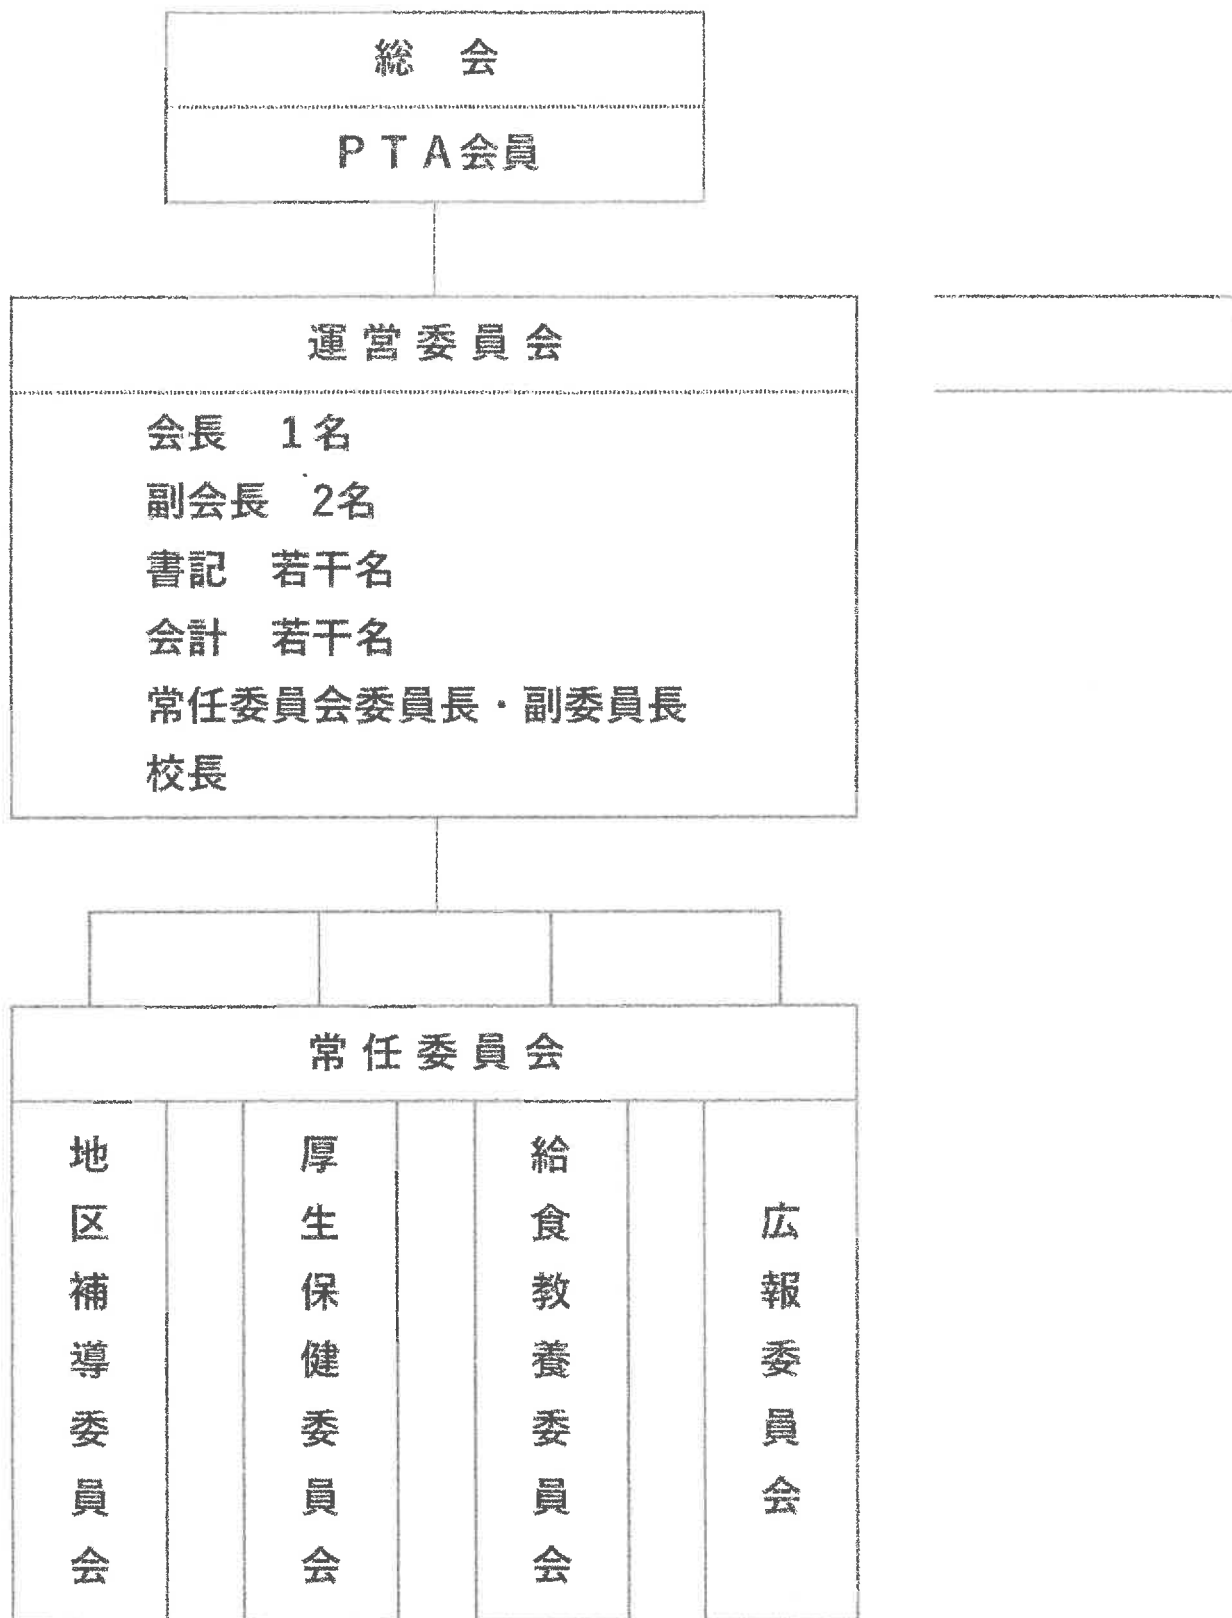 総　会
ＰＴＡ会員
運営委員会
会長　１名
副会長　2名
書記　若干名
会計　若干名
常任委員会委員長・副委員長
校長
常任委員会
地区補導委員会
厚生保健委員会
給食教養委員会
広報委員会